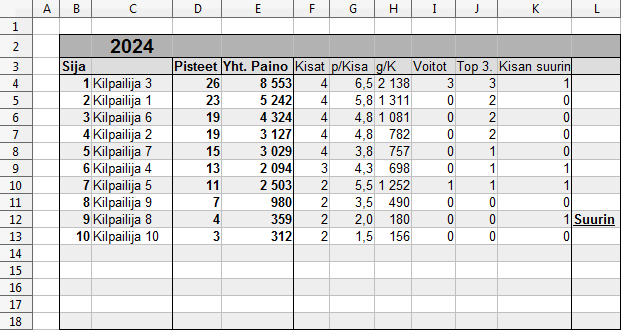 A B C D E F G H I J K L
1
2 2024
3 Sija Pisteet Yht. Paino Kisat p/Kisa g/K Voitot Top 3. Kisan suurin
4 1 Kilpailija 3 26 8 553 4 6,5 2 138 3 3 1
5 2 Kilpailija 1 23 5 242 4 5,8 1 311 0 2 0
6 3 Kilpailija 6 19 4 324 4 4,8 1 081 0 2 0
7 4 Kilpailija 2 19 3 127 4 4,8 782 0 2 0
8 5 Kilpailija 7 15 3 029 4 3,8 757 0 1 0
9 6 Kilpailija 4 13 2 094 3 4,3 698 0 1 1
10 7 Kilpailija 5 11 2 503 2 5,5 1 252 1 1 1
11 8 Kilpailija 9 7 980 2 3,5 490 0 0 0
12 9 Kilpailija 8 4 359 2 2,0 180 0 0 1 Suurin
13 10 Kilpailija 10 3 312 2 1,5 156 0 0 0
14
15
16
17
18